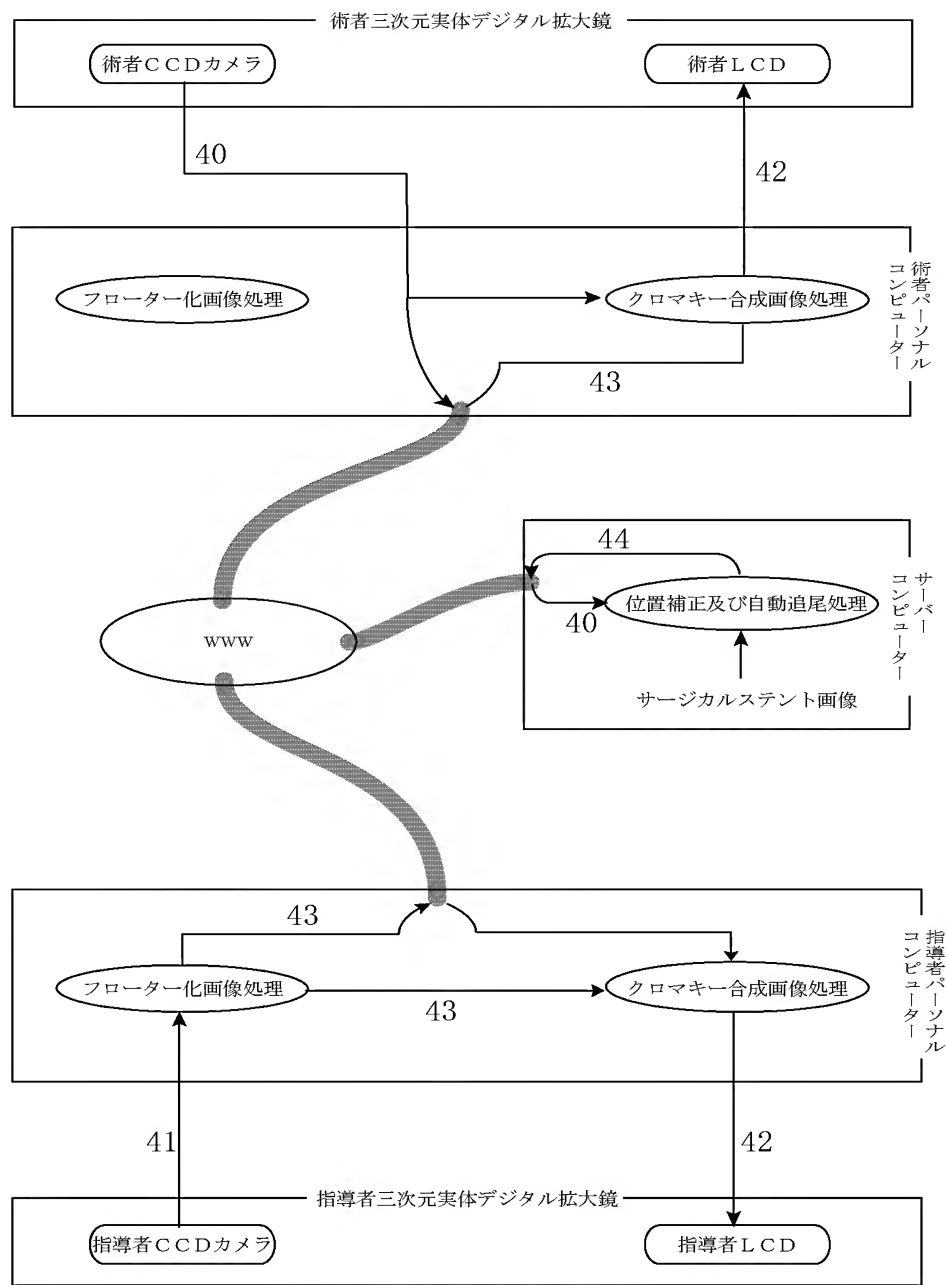 術者三次元実体デジタル拡大鏡
術者CCDカメラ
術者LCD
40
42
術者パーソナル
コンピューター
フローター化画像処理
クロマキー合成画像処理
43
44
サーバー
コンピューター
位置補正及び自動追尾処理
40
www
サージカルステント画像
43
指導者パーソナル
コンピューター
フローター化画像処理
クロマキー合成画像処理
43
41
42
指導者三次元実体デジタル拡大鏡
指導者CCDカメラ
指導者LCD